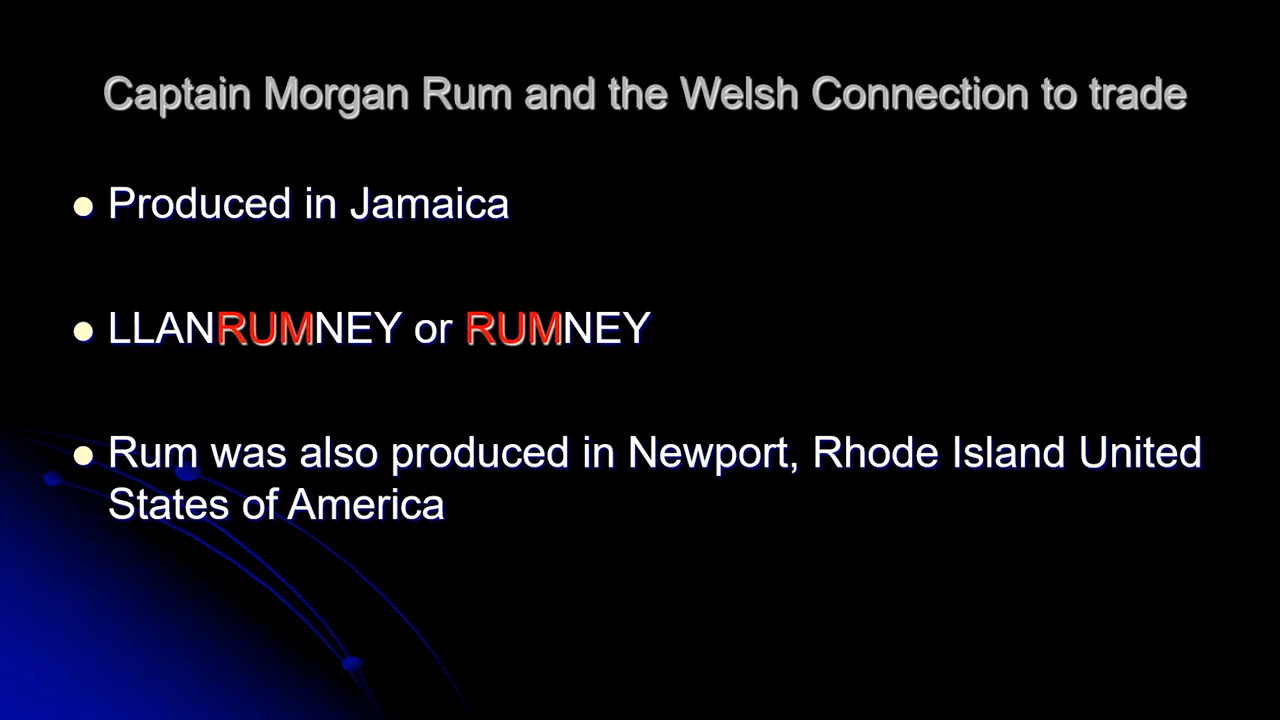 Captain Morgan Rum and the Welsh Connection to trade
Produced in Jamaica
LLANRUMNEY or RUMNEY
Rum was also produced in Newport, Rhode Island United
States of America